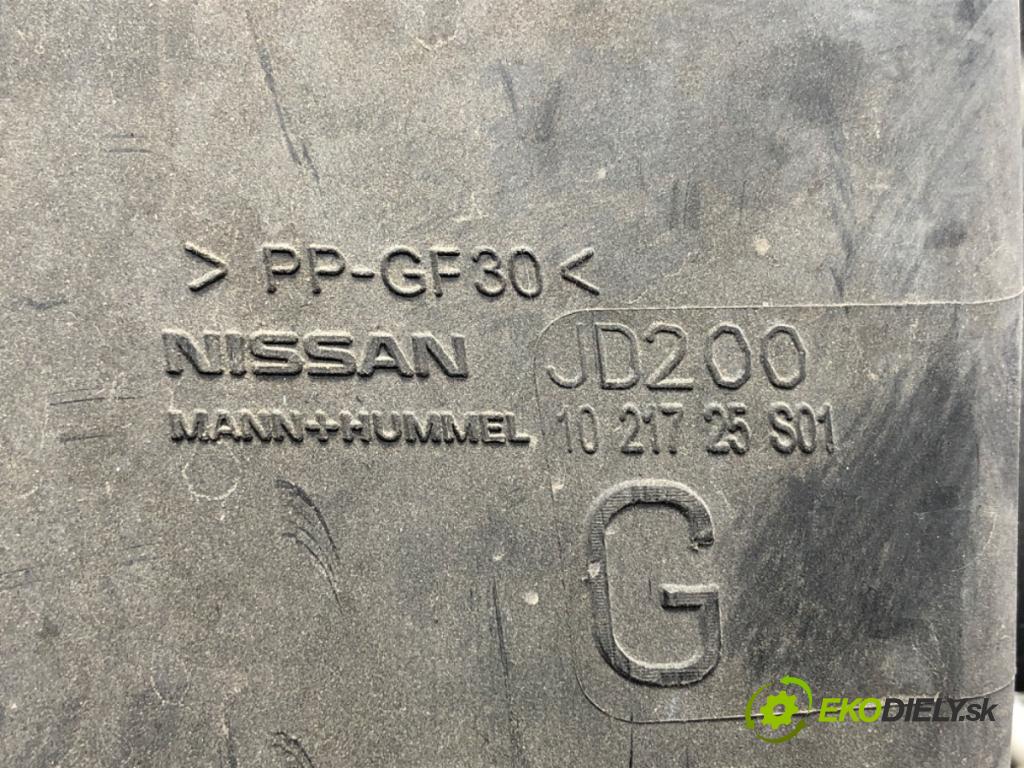 > PP-GF30 <
NISSAN JD200
MANN+HUMMEL 10 217 25 S01
G
EKODIELY.sk